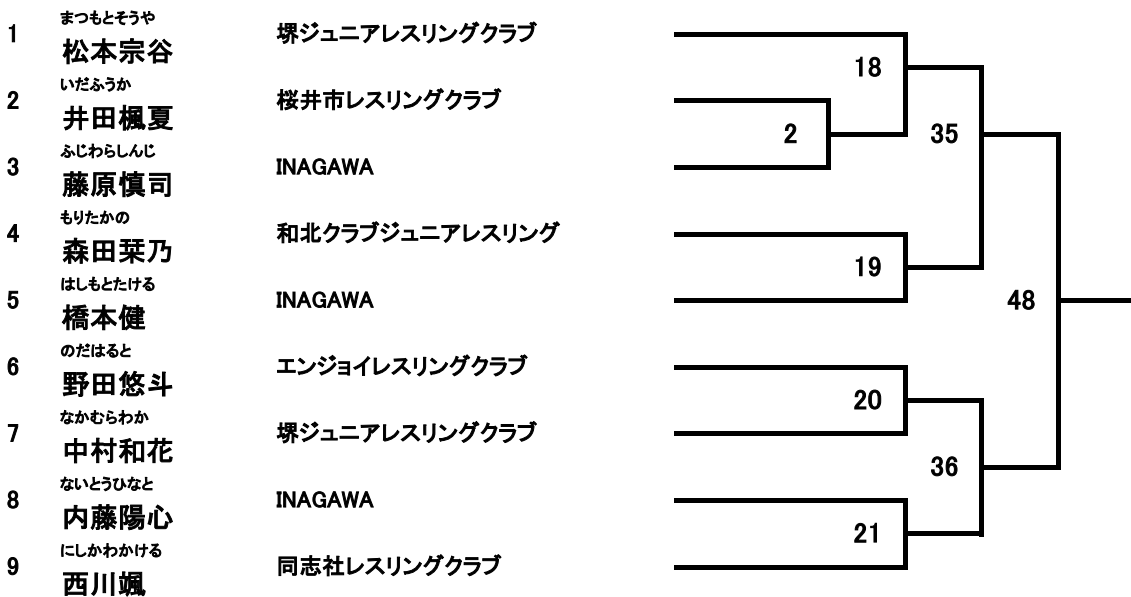 まつもとそうや
1 松本宗谷 堺ジュニアレスリングクラブ
18
いだふうか
2 井田楓夏 桜井市レスリングクラブ
2 35
ふじわらしんじ
3 藤原慎司 INAGAWA
もりたかの
4 森田栞乃 和北クラブジュニアレスリング
19
はしもとたける
5 橋本健 INAGAWA
48
のだはると
6 野田悠斗 エンジョイレスリングクラブ
20
なかむらわか
7 中村和花 堺ジュニアレスリングクラブ
36
ないとうひなと
8 内藤陽心 INAGAWA
21
にしかわかける
9 西川颯 同志社レスリングクラブ